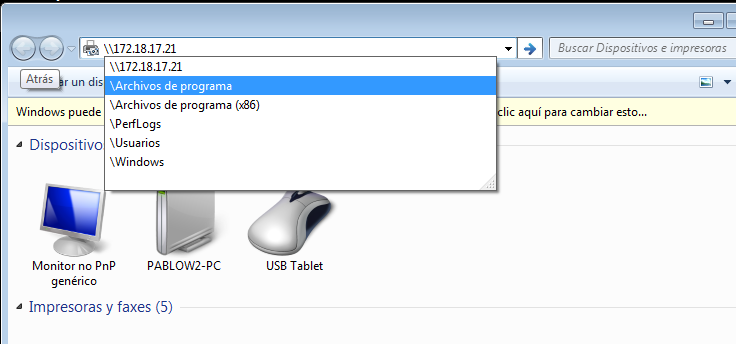 \\172.18.17.21
Buscar Dispositivos e impresoras
\\172.18.17.21
Atrás
ar un dis
\Archivos de programa
\Archivos de programa (x86)
Windows puede
clic aquí para cambiar esto...
\PerfLogs
\Usuarios
Dispositivo
\Windows
Monitor no PnP
genérico
PABLOW2-PC
USB Tablet
Impresoras y faxes (5)